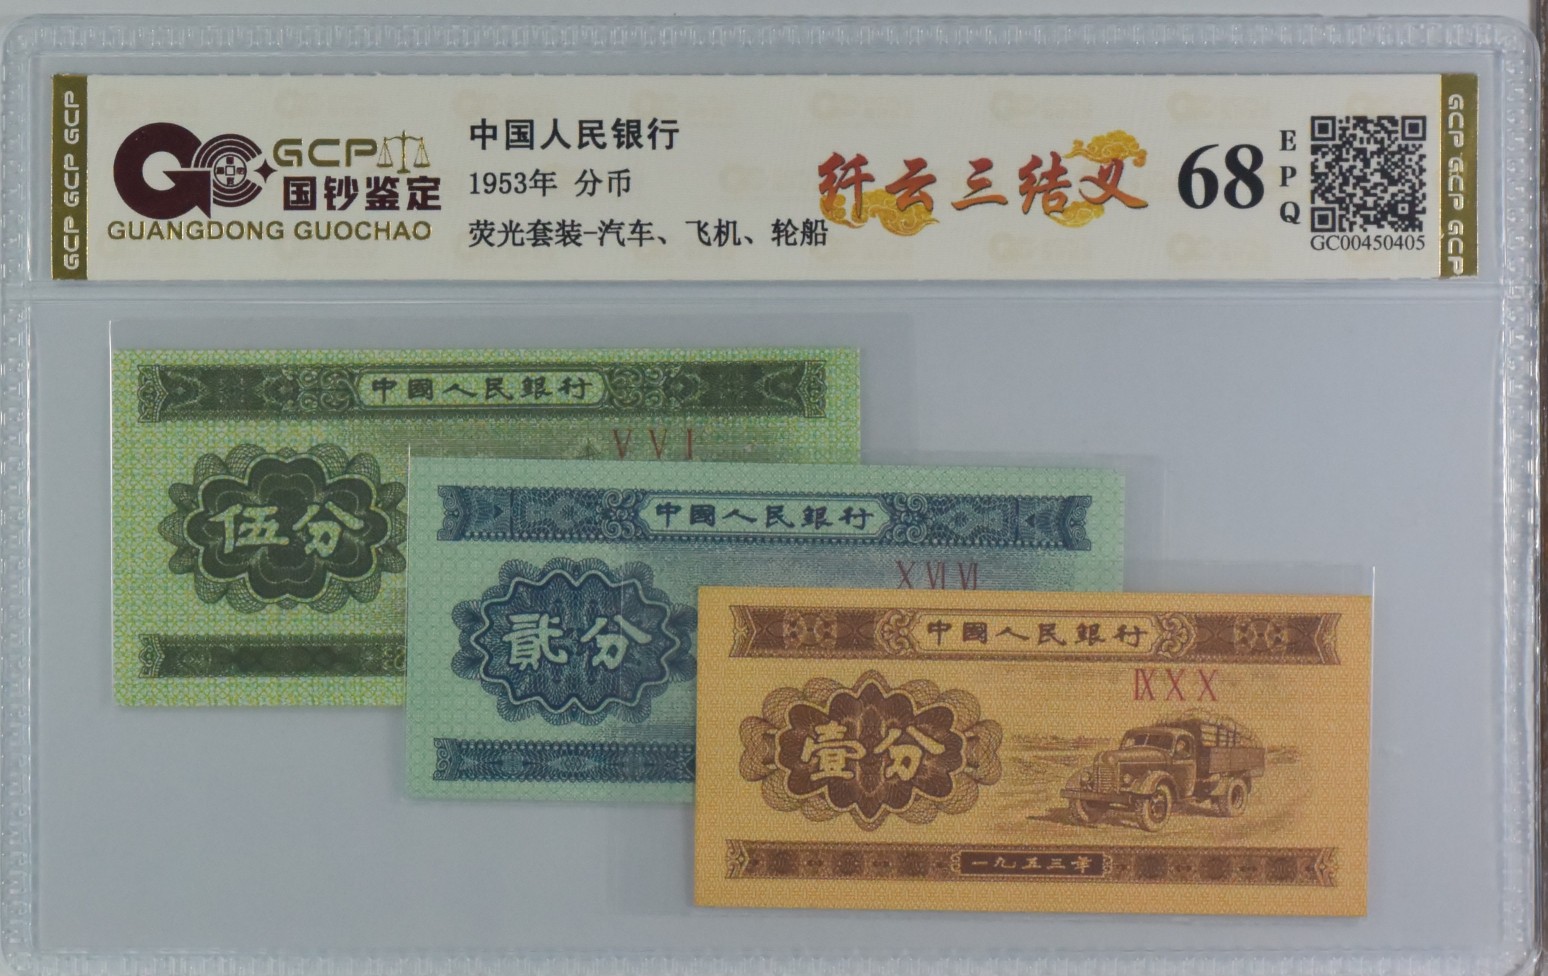 GCP GCP GCP
GCP
国钞鉴定
GUANGDONG GUOCHAO
中国人民银行
1953年 分币
荧光套装-汽车、飞机、轮船
纤云三结义
68
EPQ
GC00450405
GCP GCP GCP
中國人民銀行
V V I
伍分
中國人民銀行
X VI VI
貳分
中國人民銀行
IX X X
壹分
一九五三年